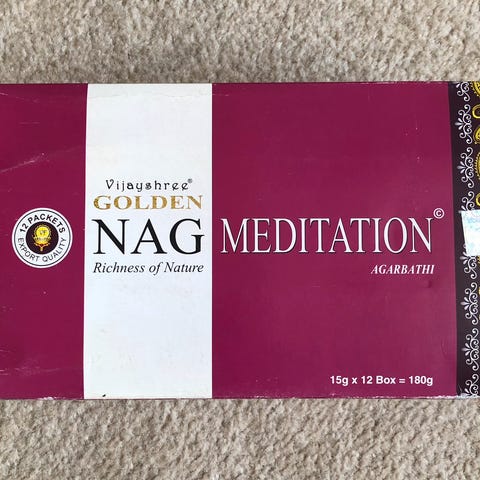 12 PACKETS
EXPORT QUALITY
Vijayshree®
GOLDEN
NAG MEDITATION©
Richness of Nature
AGARBATHI
15g x 12 Box = 180g